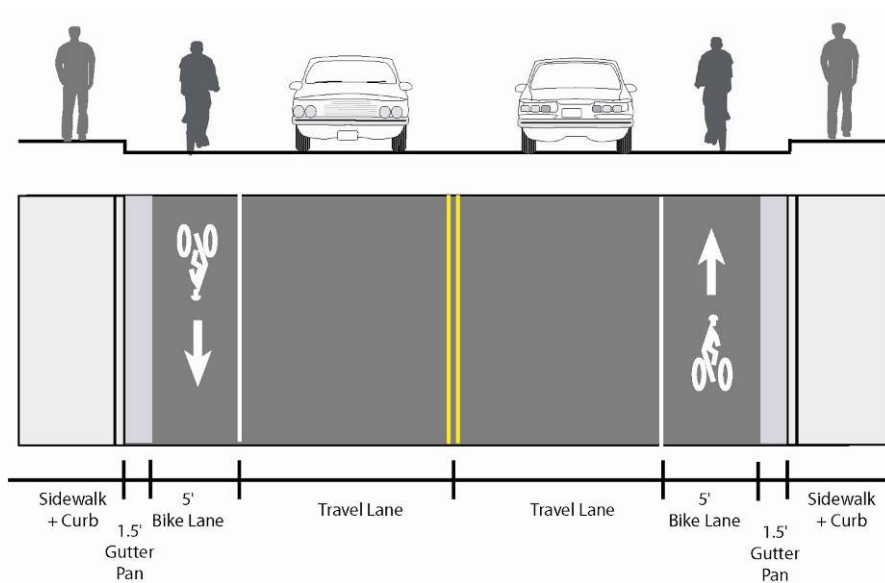 Sidewalk
+ Curb
1.5'
Gutter
Pan
5'
Bike Lane
Travel Lane
Travel Lane
5'
Bike Lane
1.5'
Gutter
Pan
Sidewalk
+ Curb